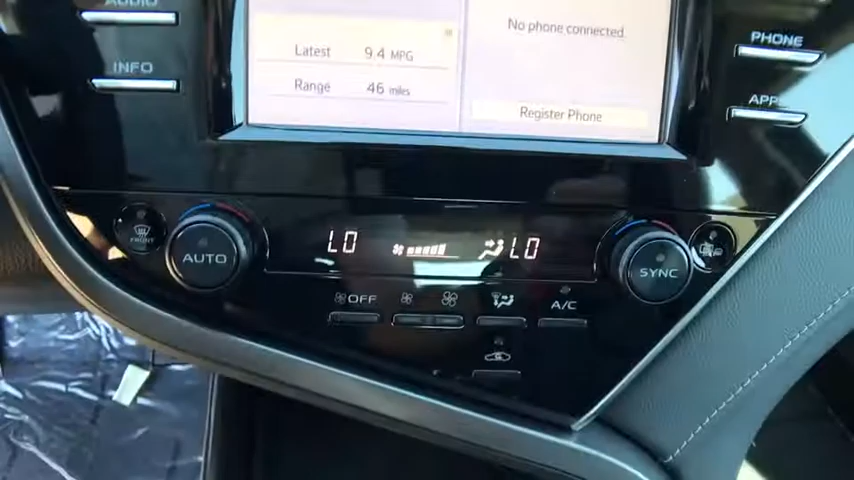 AUDIO
INFO
Latest 9.4 MPG
Range 46 miles
No phone connected.
Register Phone
PHONE
APPS
FRONT
AUTO
LO
LO
SYNC
REAR
OFF
A/C